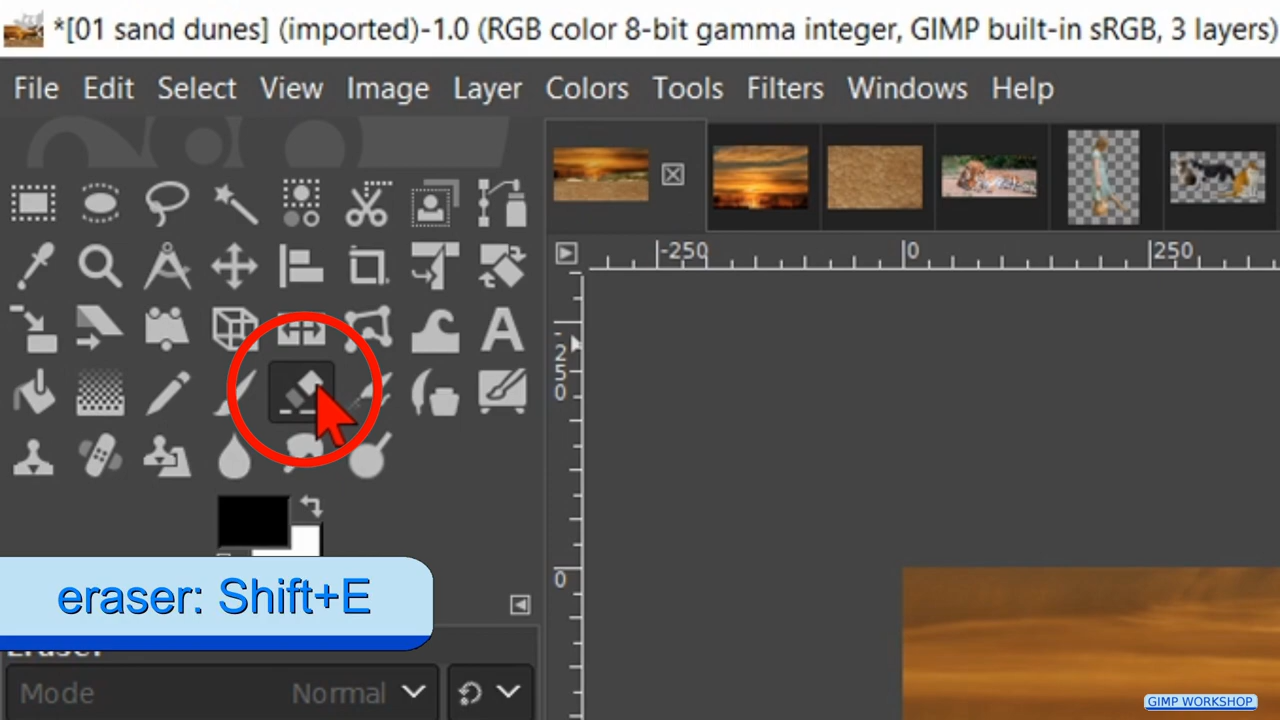 *[01 sand dunes] (imported)-1.0 (RGB color 8-bit gamma integer, GIMP built-in sRGB, 3 layers)
File Edit Select View Image Layer Colors Tools Filters Windows Help
-250 0 250
-250
0
eraser: Shift+E
Eraser
Mode Normal
GIMP WORKSHOP